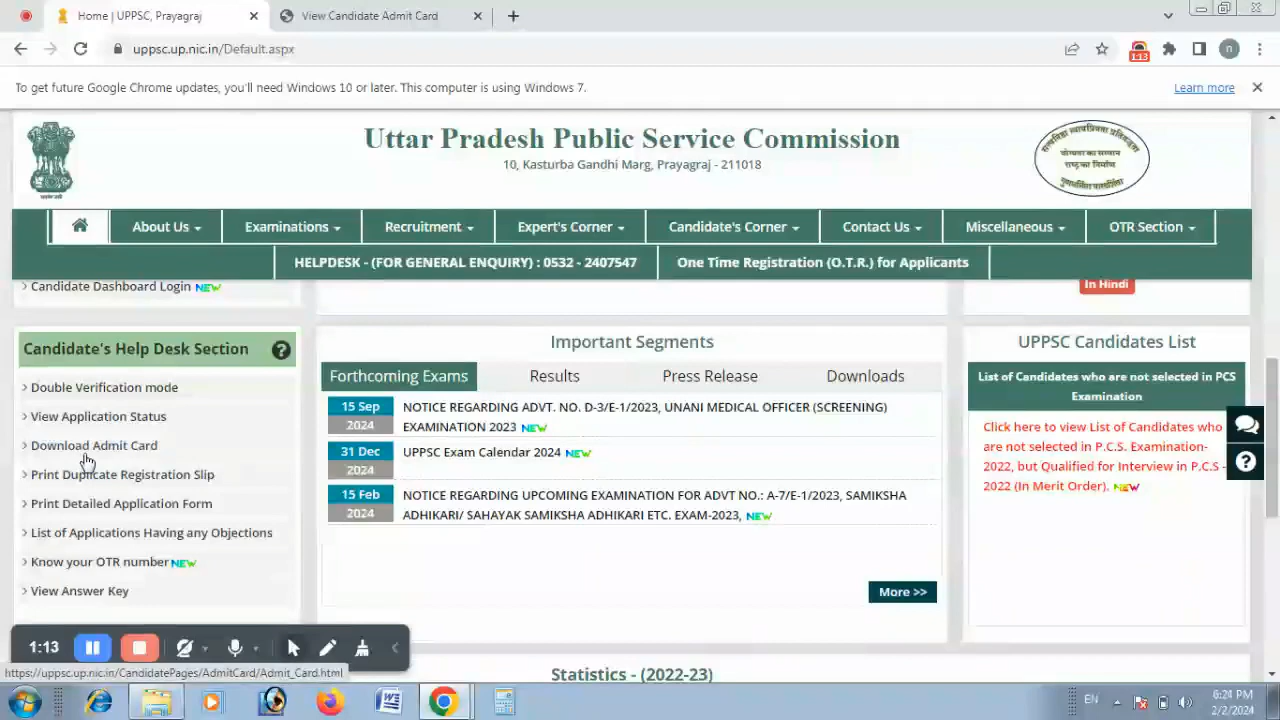 Home | UPPSC, Prayagraj
View Candidate Admit Card
uppsc.up.nic.in/Default.aspx
1:13
n
To get future Google Chrome updates, you'll need Windows 10 or later. This computer is using Windows 7.
Learn more
Uttar Pradesh Public Service Commission
10, Kasturba Gandhi Marg, Prayagraj - 211018
About Us
Examinations
Recruitment
Expert's Corner
Candidate's Corner
Contact Us
Miscellaneous
OTR Section
HELPDESK - (FOR GENERAL ENQUIRY) : 0532 - 2407547
One Time Registration (O.T.R.) for Applicants
Candidate Dashboard Login NEW
In Hindi
Candidate's Help Desk Section ?
Double Verification mode
View Application Status
Download Admit Card
Print Duplicate Registration Slip
Print Detailed Application Form
List of Applications Having any Objections
Know your OTR number NEW
View Answer Key
Important Segments
Forthcoming Exams
Results
Press Release
Downloads
15 Sep
2024
NOTICE REGARDING ADVT. NO. D-3/E-1/2023, UNANI MEDICAL OFFICER (SCREENING)
EXAMINATION 2023 NEW
31 Dec
2024
UPPSC Exam Calendar 2024 NEW
15 Feb
2024
NOTICE REGARDING UPCOMING EXAMINATION FOR ADVT NO.: A-7/E-1/2023, SAMIKSHA
ADHIKARI/ SAHAYAK SAMIKSHA ADHIKARI ETC. EXAM-2023, NEW
More >>
UPPSC Candidates List
List of Candidates who are not selected in PCS
Examination
Click here to view List of Candidates who
are not selected in P.C.S. Examination-
2022, but Qualified for Interview in P.C.S -
2022 (In Merit Order). NEW
?
1:13
https://uppsc.up.nic.in/CandidatePages/AdmitCard/Admit_Card.html
Statistics - (2022-23)
EN
6:24 PM
2/2/2024